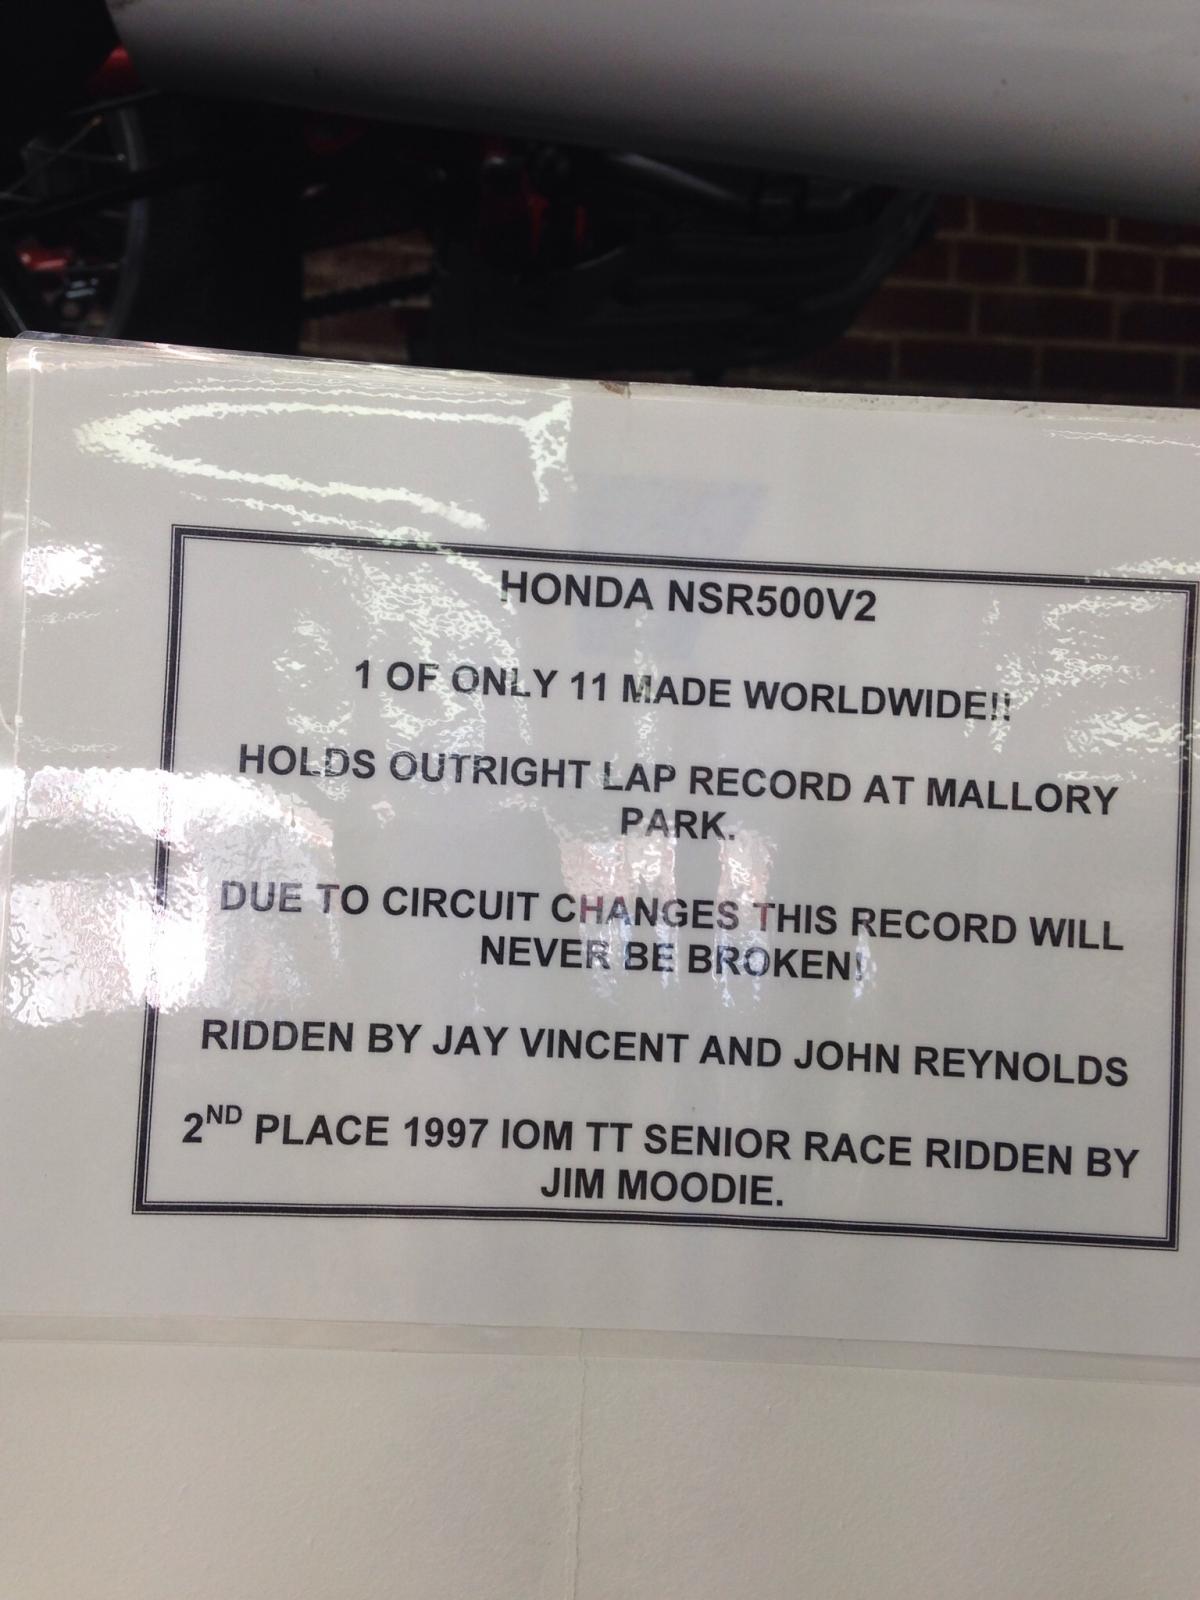 HONDA NSR500V2
1 OF ONLY 11 MADE WORLDWIDE!!
HOLDS OUTRIGHT LAP RECORD AT MALLORY
PARK.
DUE TO CIRCUIT CHANGES THIS RECORD WILL
NEVER BE BROKEN!
RIDDEN BY JAY VINCENT AND JOHN REYNOLDS
2ND PLACE 1997 IOM TT SENIOR RACE RIDDEN BY
JIM MOODIE.